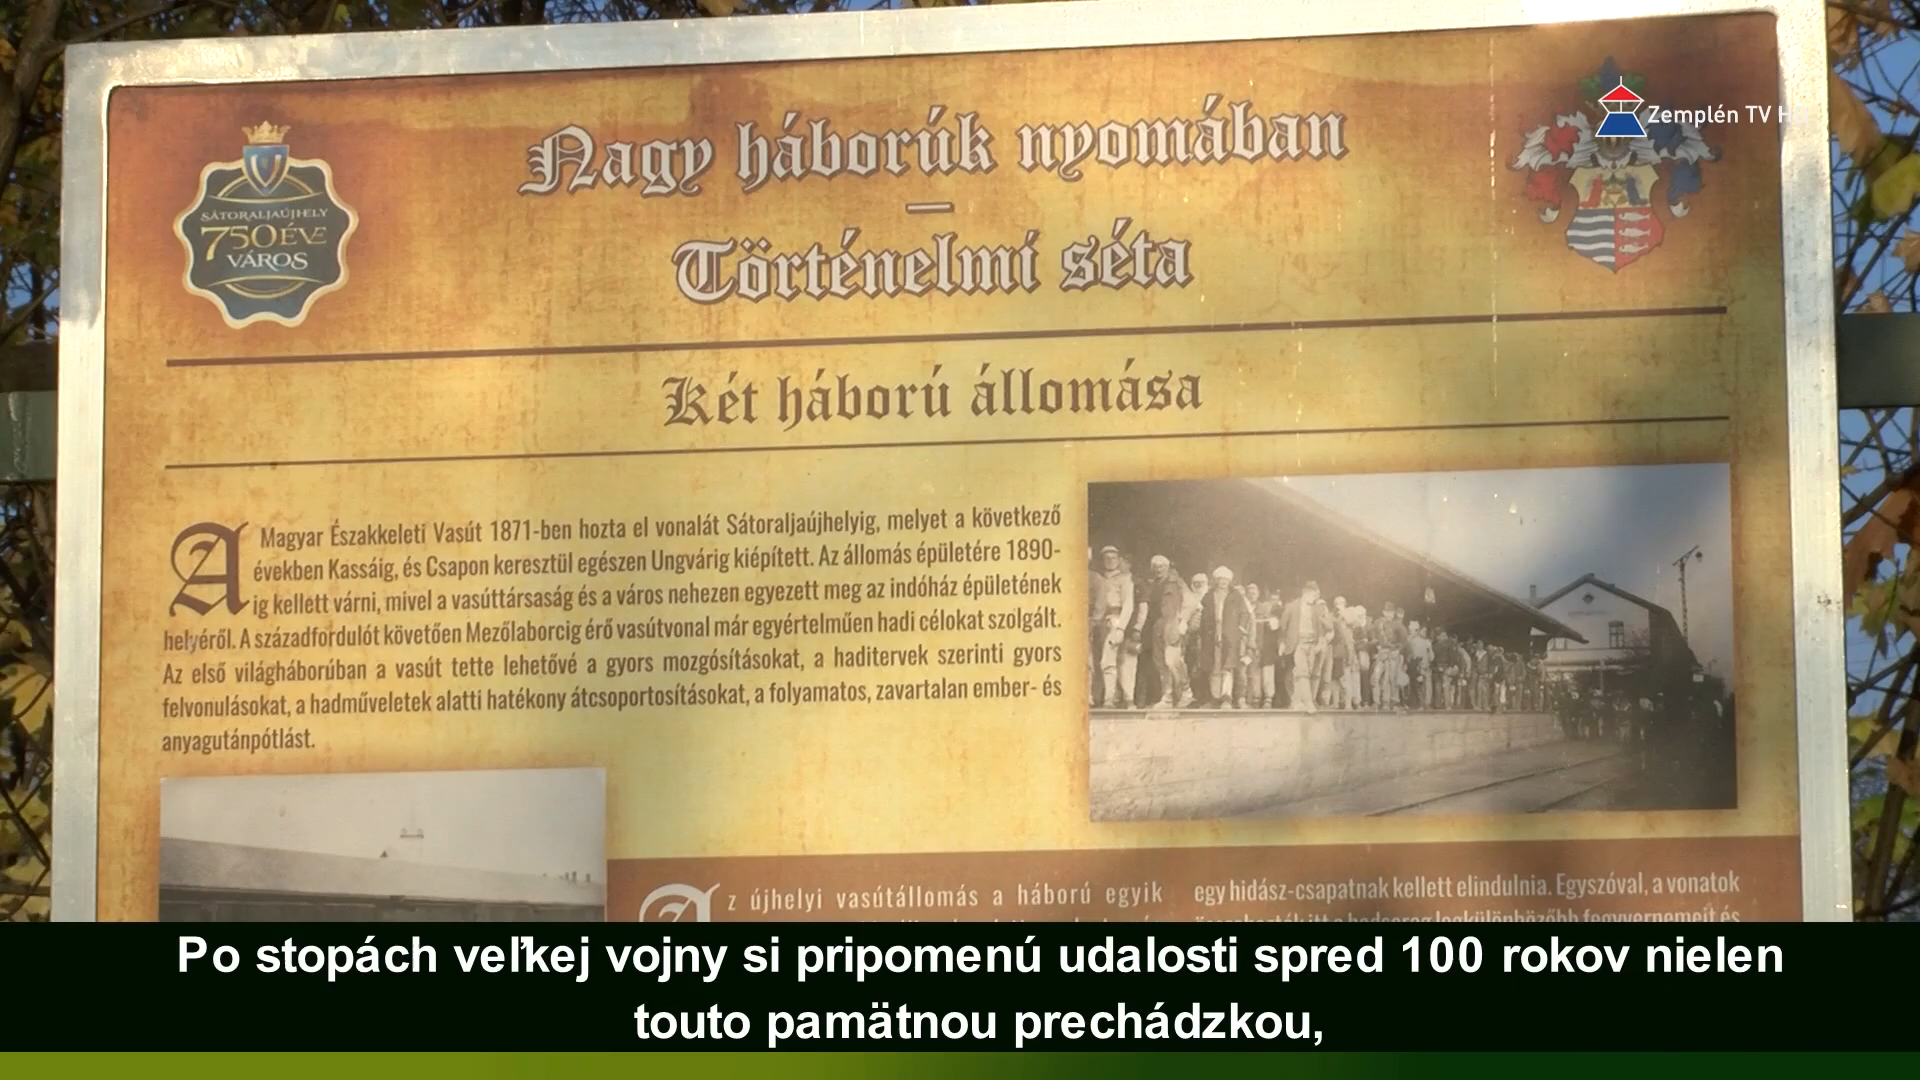 Zemplén TV H
Nagy háborúk nyomában
–
Történelmi séta
SÁTORALJAÚJHELY
750 ÉVE
VÁROS
Két háború állomása
A Magyar Északkeleti Vasút 1871-ben hozta el vonalát Sátoraljaújhelyig, melyet a következő
években Kassáig, és Csapon keresztül egészen Ungvárig kiépített. Az állomás épületére 1890-
ig kellett várni, mivel a vasúttársaság és a város nehezen egyezett meg az indóház épületének
helyéről. A századfordulót követően Mezőlaborcig érő vasútvonal már egyértelműen hadi célokat szolgált.
Az első világháborúban a vasút tette lehetővé a gyors mozgósításokat, a haditervek szerinti gyors
felvonulásokat, a hadműveletek alatti hatékony átcsoportosításokat, a folyamatos, zavartalan ember- és
anyagutánpótlást.
Az újhelyi vasútállomás a háború egyik
egy hidász-csapatnak kellett elindulnia. Egyszóval, a vonatok
Po stopách veľkej vojny si pripomenú udalosti spred 100 rokov nielen
touto pamätnou prechádzkou,